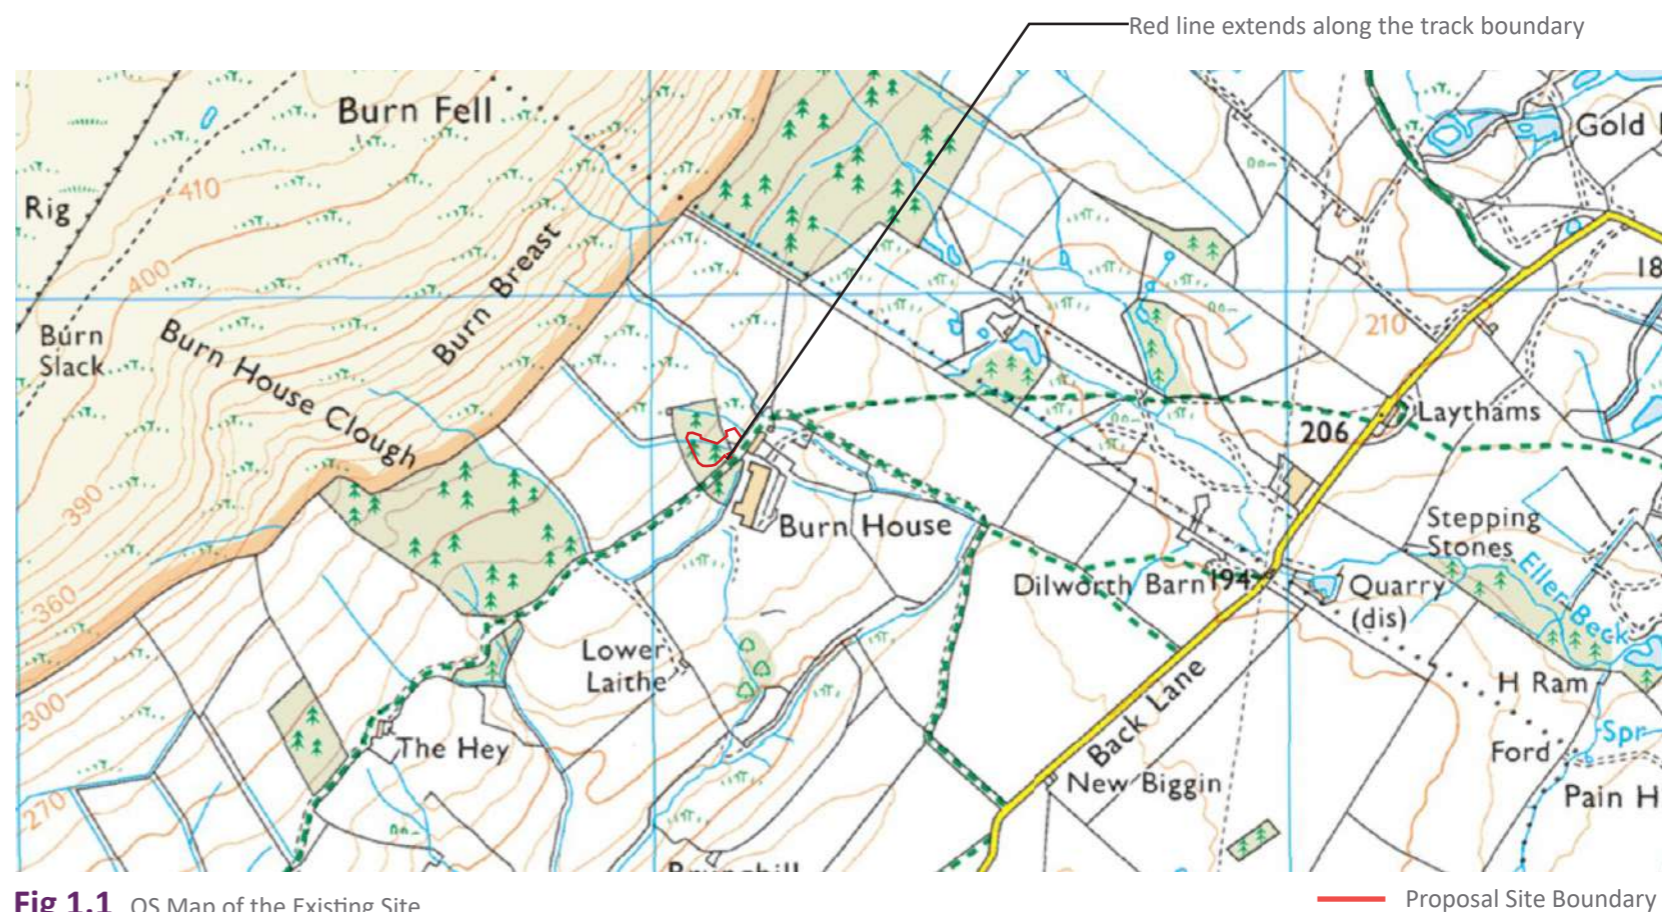 Red line extends along the track boundary
Burn Fell
Gold
410
Rig
18
400
Burn Breast
210
Burn
Slack
Burn House Clough
Laythams
206
390
Stepping
Stones
Burn House
Eller Beck
Dilworth Barn 194
Quarry
(dis)
360
Lower
Laithe
H Ram
300
Back Lane
Spr
The Hey
Ford
New Biggin
Pain H
270
Fig 1.1 OS Map of the Existing Site
Proposal Site Boundary